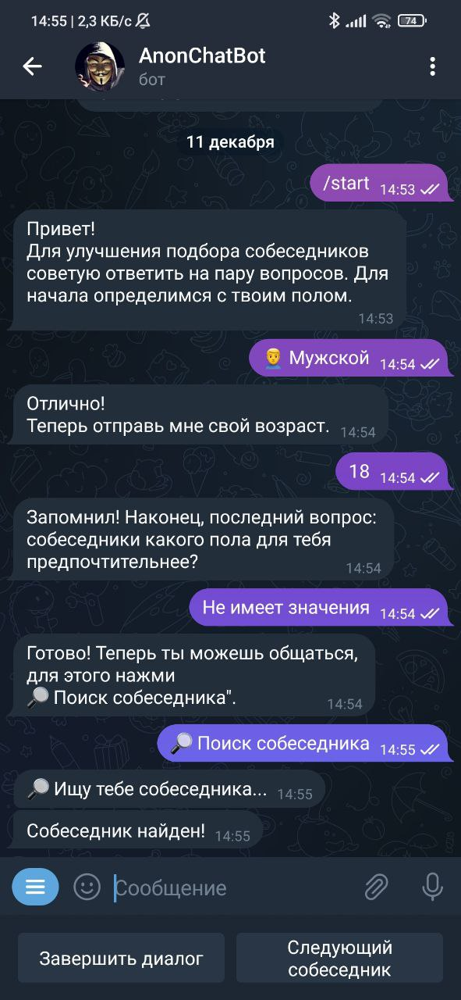 14:55 | 2,3 КБ/с
74
AnonChatBot
бот
11 декабря
/start 14:53
Привет!
Для улучшения подбора собеседников
советую ответить на пару вопросов. Для
начала определимся с твоим полом.
14:53
👨 Мужской 14:54
Отлично!
Теперь отправь мне свой возраст. 14:54
18 14:54
Запомнил! Наконец, последний вопрос:
собеседники какого пола для тебя
предпочтительнее? 14:54
Не имеет значения 14:54
Готово! Теперь ты можешь общаться,
для этого нажми
🔎 Поиск собеседника". 14:54
🔎 Поиск собеседника 14:55
🔎 Ищу тебе собеседника... 14:55
Собеседник найден! 14:55
Сообщение
Завершить диалог
Следующий
собеседник